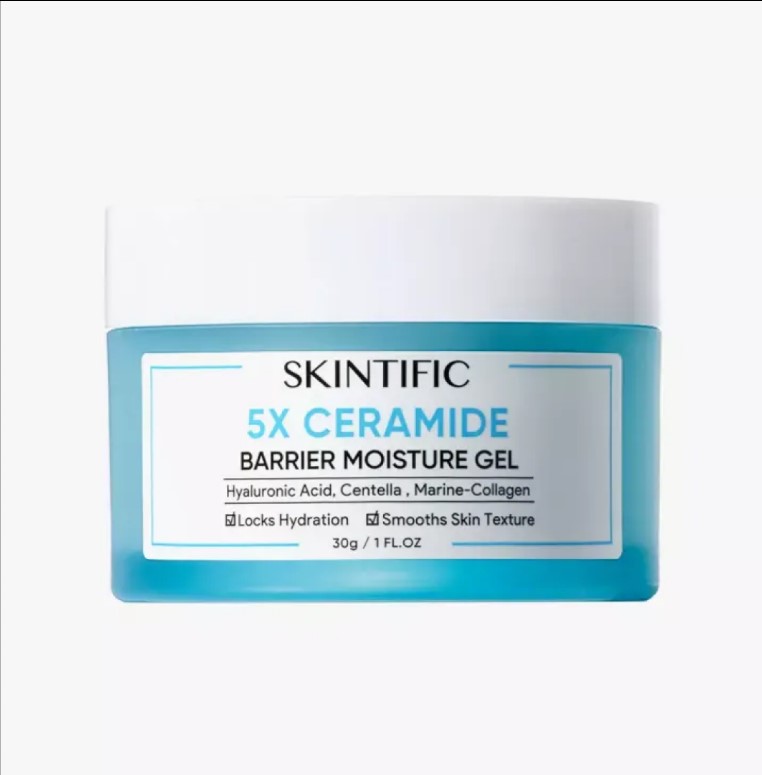 SKINTIFIC
5X CERAMIDE
BARRIER MOISTURE GEL
Hyaluronic Acid, Centella , Marine-Collagen
☑Locks Hydration ☑Smooths Skin Texture
30g / 1 FL.OZ